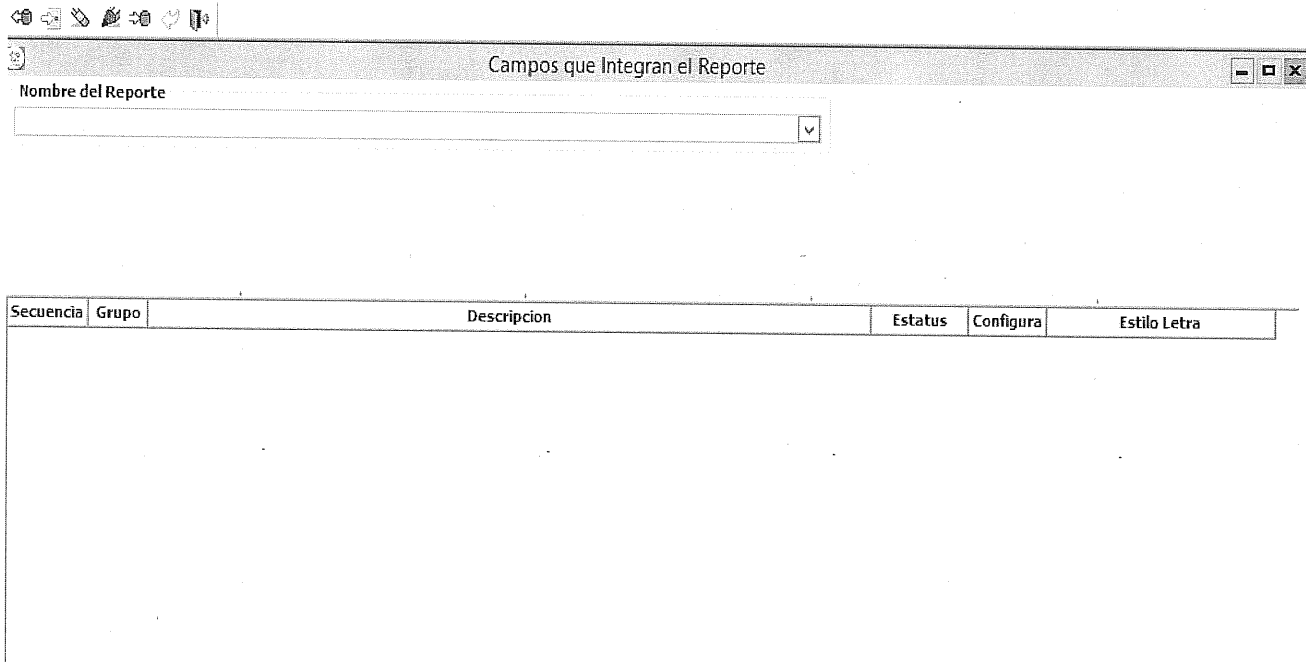 Campos que Integran el Reporte
Nombre del Reporte
Secuencia Grupo Descripcion Estatus Configura Estilo Letra